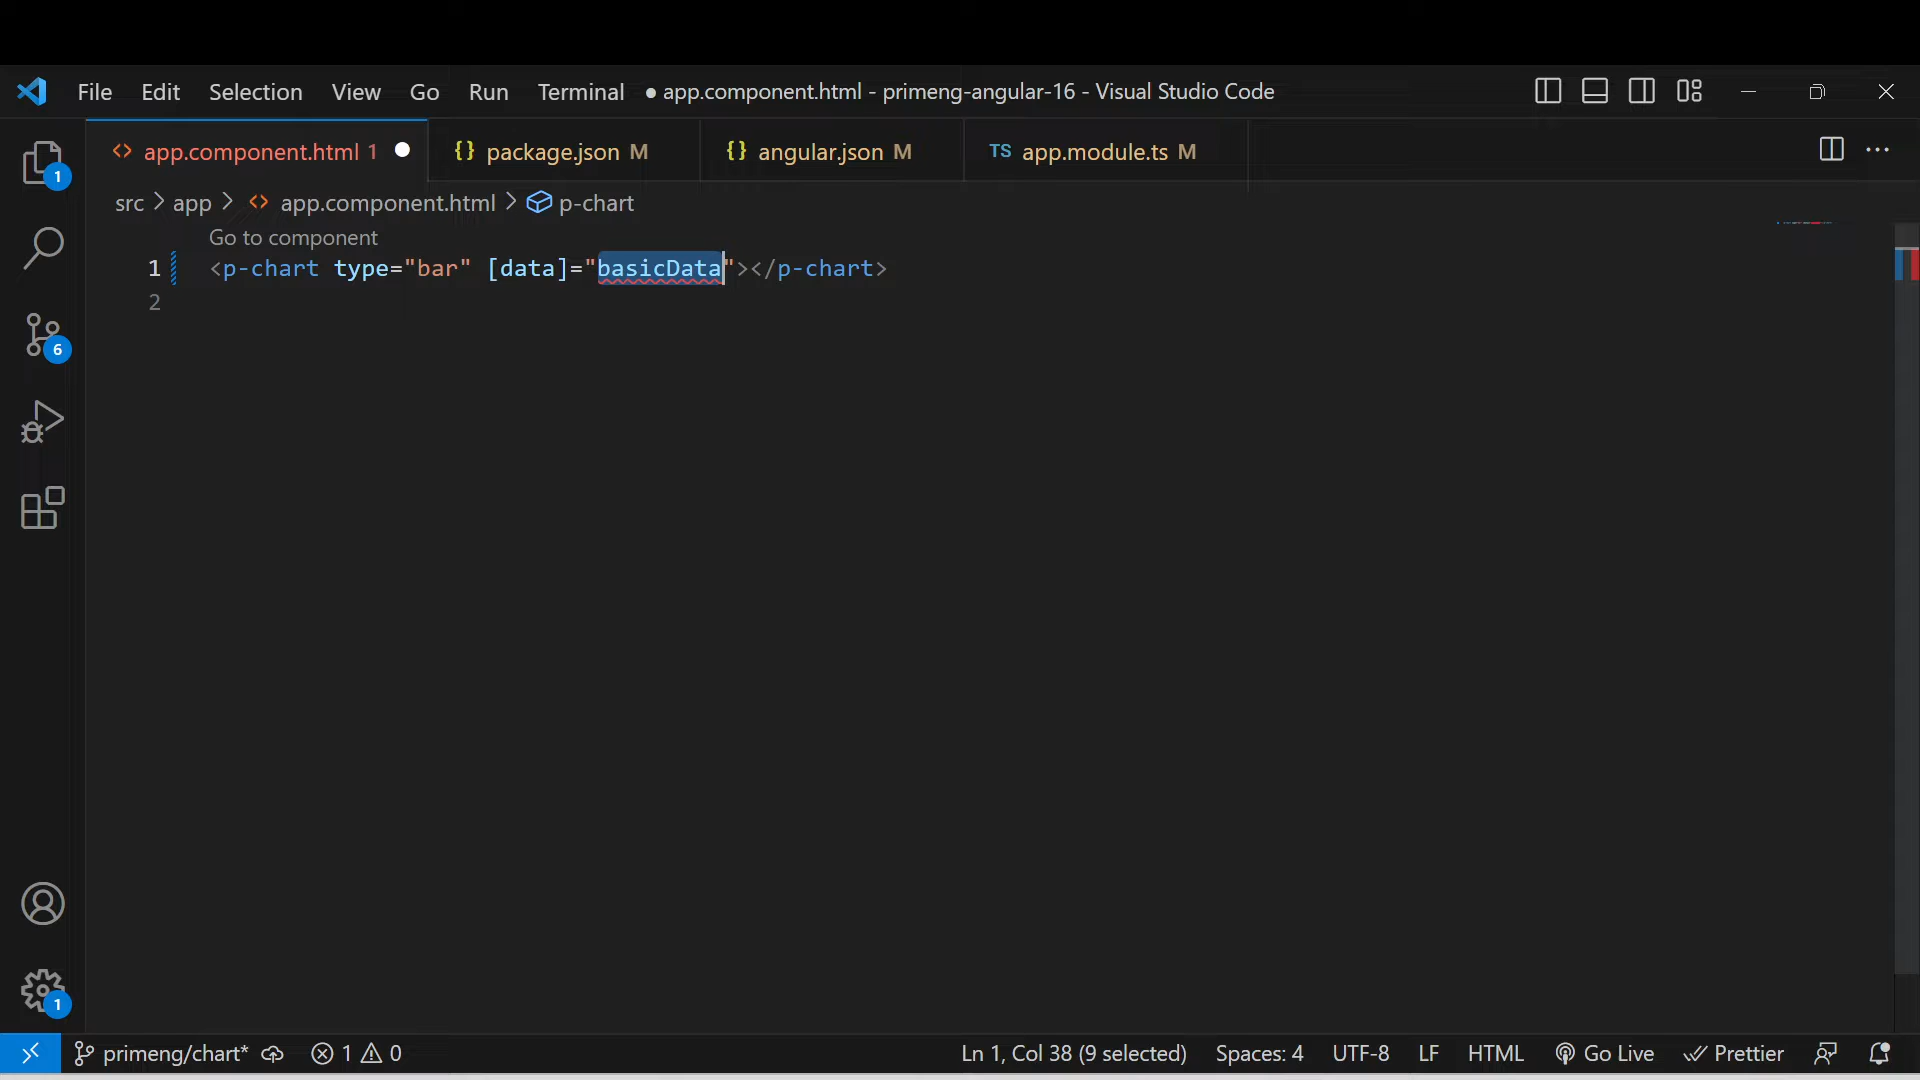 File Edit Selection View Go Run Terminal ● app.component.html - primeng-angular-16 - Visual Studio Code
<> app.component.html 1 ● {} package.json M {} angular.json M TS app.module.ts M
1
src > app > <> app.component.html > p-chart
Go to component
1 <p-chart type="bar" [data]="basicData"></p-chart>
2
6
1
primeng/chart* 1 0 Ln 1, Col 38 (9 selected) Spaces: 4 UTF-8 LF HTML Go Live Prettier